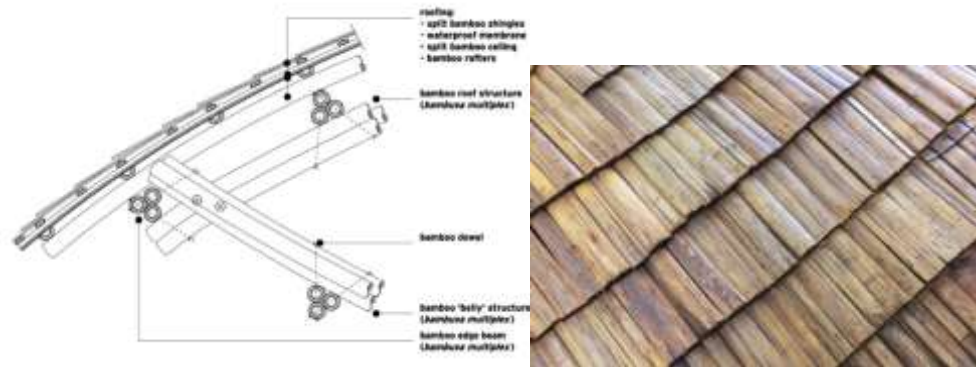 roofing:
- split bamboo shingles
- waterproof membrane
- split bamboo ceiling
- bamboo rafters
bamboo roof structure
(bambusa multiplex)
bamboo dowel
bamboo 'belly' structure
(bambusa multiplex)
bamboo edge beam
(bambusa multiplex)